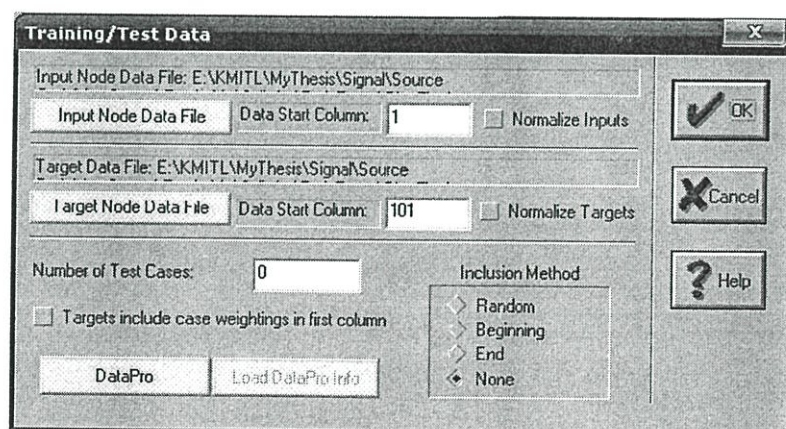 Training/Test Data
Input Node Data File: E:\KMITL\MyThesis\Signal\Source
Input Node Data File Data Start Column: 1 Normalize Inputs
Target Data File: E:\KMITL\MyThesis\Signal\Source
Target Node Data File Data Start Column: 101 Normalize Targets
Number of Test Cases: 0
Targets include case weightings in first column
DataPro Load DataPro Info
Inclusion Method
Random
Beginning
End
None
OK
Cancel
Help